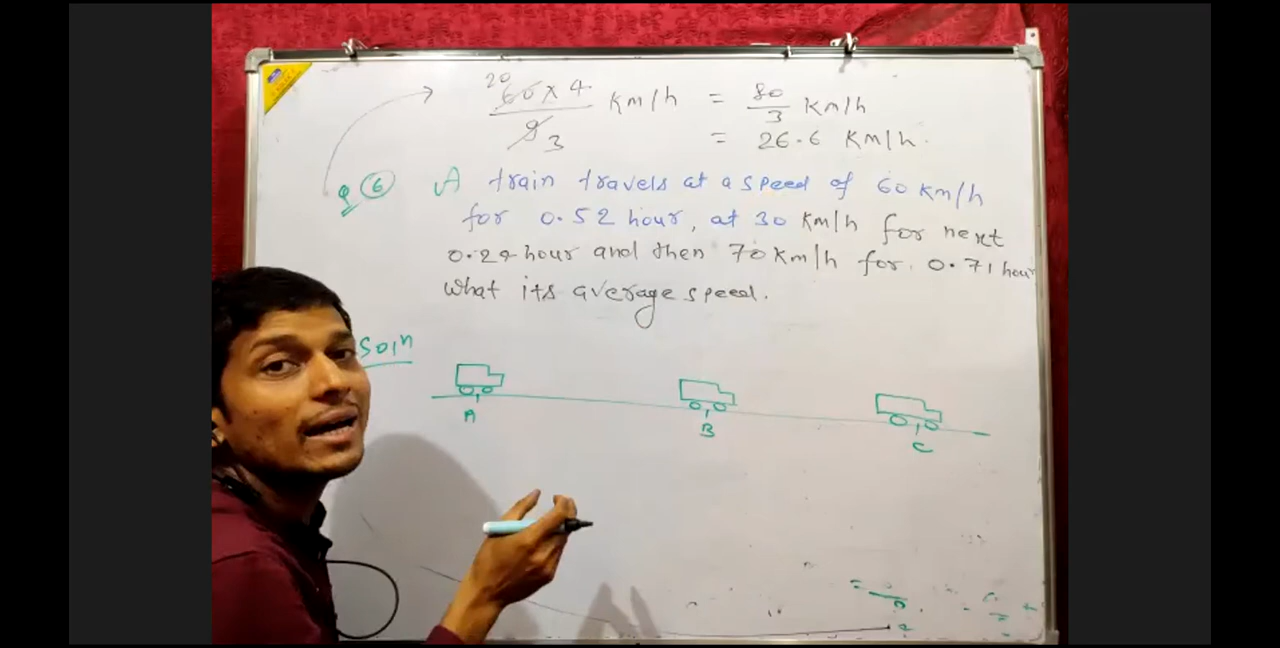 20
60 x 4 / 9 3 Km/h = 80/3 Km/h
= 26.6 Km/h.
Q 6 A train travels at a speed of 60 Km/h
for 0.52 hour, at 30 Km/h for next
0.24 hour and then 70 Km/h for 0.71 hour
What its average speed.
Soln
A B C